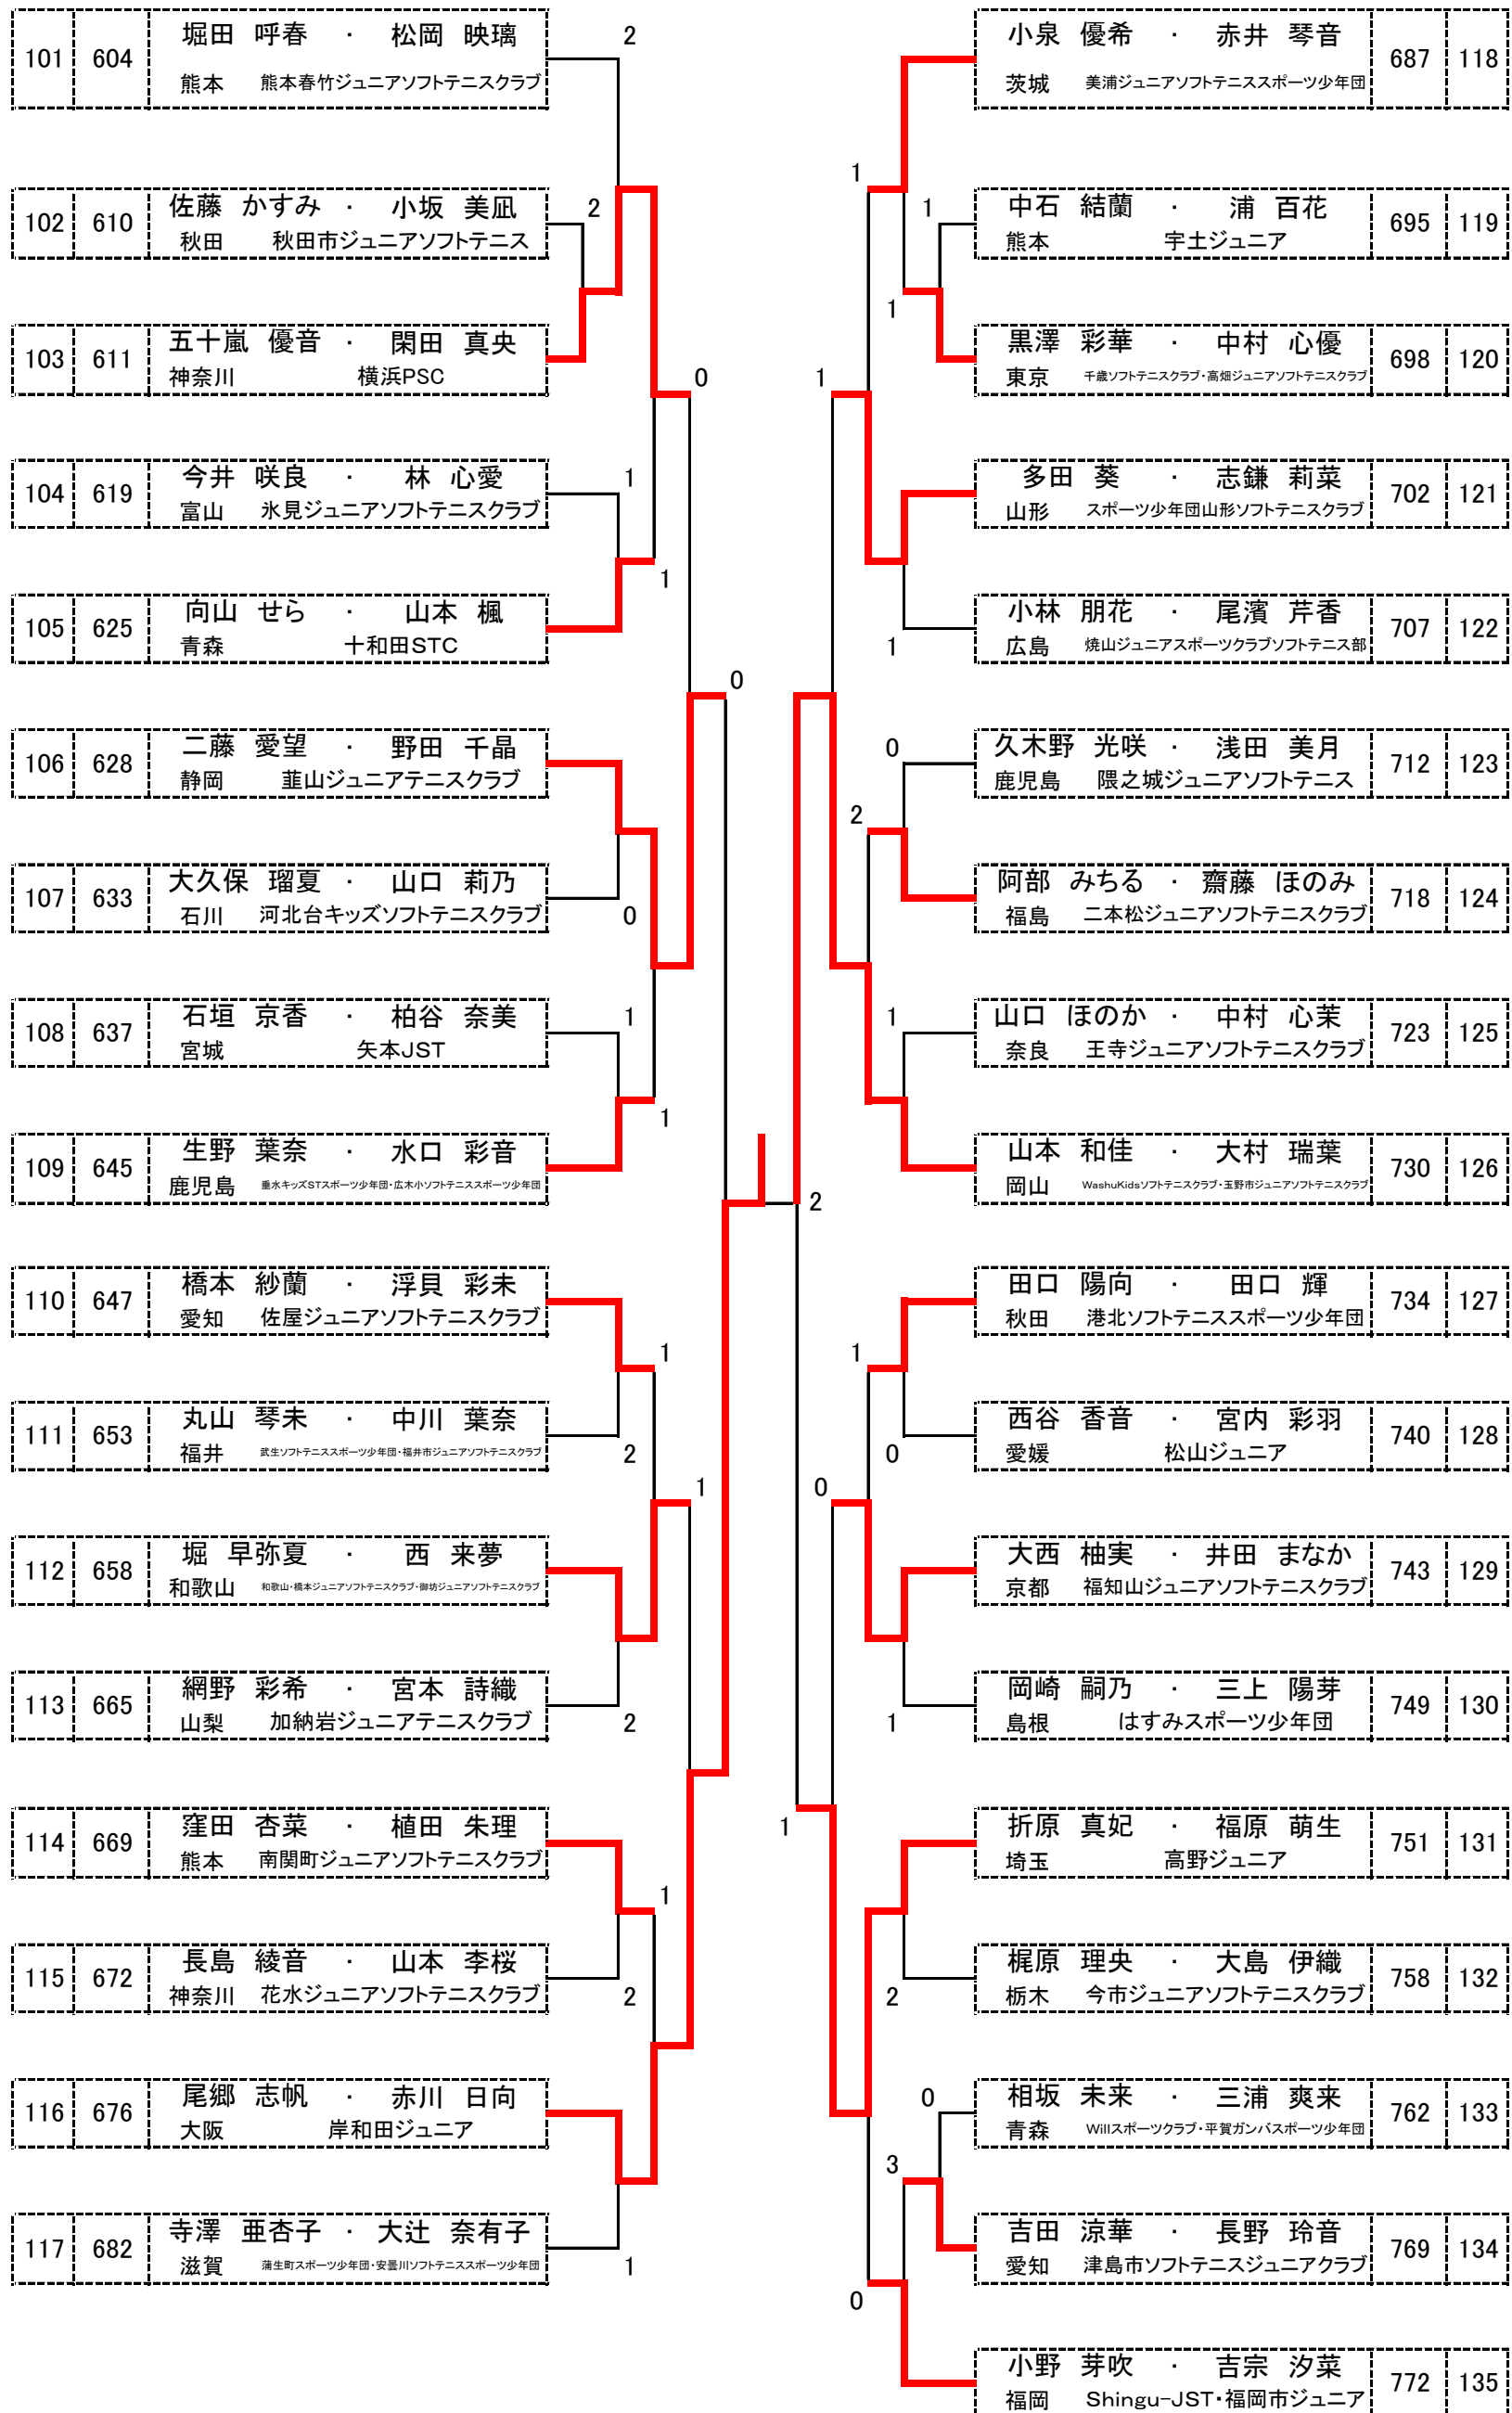 101 604 堀田 呼春 ・ 松岡 映璃
熊本 熊本春竹ジュニアソフトテニスクラブ
2
102 610 佐藤 かすみ ・ 小坂 美凪
秋田 秋田市ジュニアソフトテニス
2
103 611 五十嵐 優音 ・ 閑田 真央
神奈川 横浜PSC
0
104 619 今井 咲良 ・ 林 心愛
富山 氷見ジュニアソフトテニスクラブ
1
1
105 625 向山 せら ・ 山本 楓
青森 十和田STC
0
106 628 二藤 愛望 ・ 野田 千晶
静岡 韮山ジュニアテニスクラブ
107 633 大久保 瑠夏 ・ 山口 莉乃
石川 河北台キッズソフトテニスクラブ
0
108 637 石垣 京香 ・ 柏谷 奈美
宮城 矢本JST
1
1
109 645 生野 葉奈 ・ 水口 彩音
鹿児島 垂水キッズSTスポーツ少年団・広木小ソフトテニススポーツ少年団
110 647 橋本 紗蘭 ・ 浮貝 彩未
愛知 佐屋ジュニアソフトテニスクラブ
1
111 653 丸山 琴未 ・ 中川 葉奈
福井 武生ソフトテニススポーツ少年団・福井市ジュニアソフトテニスクラブ
2
1
112 658 堀 早弥夏 ・ 西 来夢
和歌山 和歌山・橋本ジュニアソフトテニスクラブ・御坊ジュニアソフトテニスクラブ
113 665 網野 彩希 ・ 宮本 詩織
山梨 加納岩ジュニアテニスクラブ
2
114 669 窪田 杏菜 ・ 植田 朱理
熊本 南関町ジュニアソフトテニスクラブ
1
115 672 長島 綾音 ・ 山本 李桜
神奈川 花水ジュニアソフトテニスクラブ
2
116 676 尾郷 志帆 ・ 赤川 日向
大阪 岸和田ジュニア
117 682 寺澤 亜杏子 ・ 大辻 奈有子
滋賀 蒲生町スポーツ少年団・安曇川ソフトテニススポーツ少年団
1
小泉 優希 ・ 赤井 琴音 687 118
茨城 美浦ジュニアソフトテニススポーツ少年団
1
中石 結蘭 ・ 浦 百花 695 119
熊本 宇土ジュニア
1
1
黒澤 彩華 ・ 中村 心優 698 120
東京 千歳ソフトテニスクラブ・高畑ジュニアソフトテニスクラブ
1
多田 葵 ・ 志鎌 莉菜 702 121
山形 スポーツ少年団山形ソフトテニスクラブ
小林 朋花 ・ 尾濱 芹香 707 122
広島 焼山ジュニアスポーツクラブソフトテニス部
1
久木野 光咲 ・ 浅田 美月 712 123
鹿児島 隈之城ジュニアソフトテニス
0
2
阿部 みちる ・ 齋藤 ほのみ 718 124
福島 二本松ジュニアソフトテニスクラブ
山口 ほのか ・ 中村 心茉 723 125
奈良 王寺ジュニアソフトテニスクラブ
1
山本 和佳 ・ 大村 瑞葉 730 126
岡山 WashuKidsソフトテニスクラブ・玉野市ジュニアソフトテニスクラブ
2
田口 陽向 ・ 田口 輝 734 127
秋田 港北ソフトテニススポーツ少年団
1
西谷 香音 ・ 宮内 彩羽 740 128
愛媛 松山ジュニア
0
0
大西 柚実 ・ 井田 まなか 743 129
京都 福知山ジュニアソフトテニスクラブ
岡崎 嗣乃 ・ 三上 陽芽 749 130
島根 はすみスポーツ少年団
1
1
折原 真妃 ・ 福原 萌生 751 131
埼玉 高野ジュニア
梶原 理央 ・ 大島 伊織 758 132
栃木 今市ジュニアソフトテニスクラブ
2
相坂 未来 ・ 三浦 爽来 762 133
青森 Willスポーツクラブ・平賀ガンバスポーツ少年団
0
3
吉田 涼華 ・ 長野 玲音 769 134
愛知 津島市ソフトテニスジュニアクラブ
0
小野 芽吹 ・ 吉宗 汐菜 772 135
福岡 Shingu-JST・福岡市ジュニア